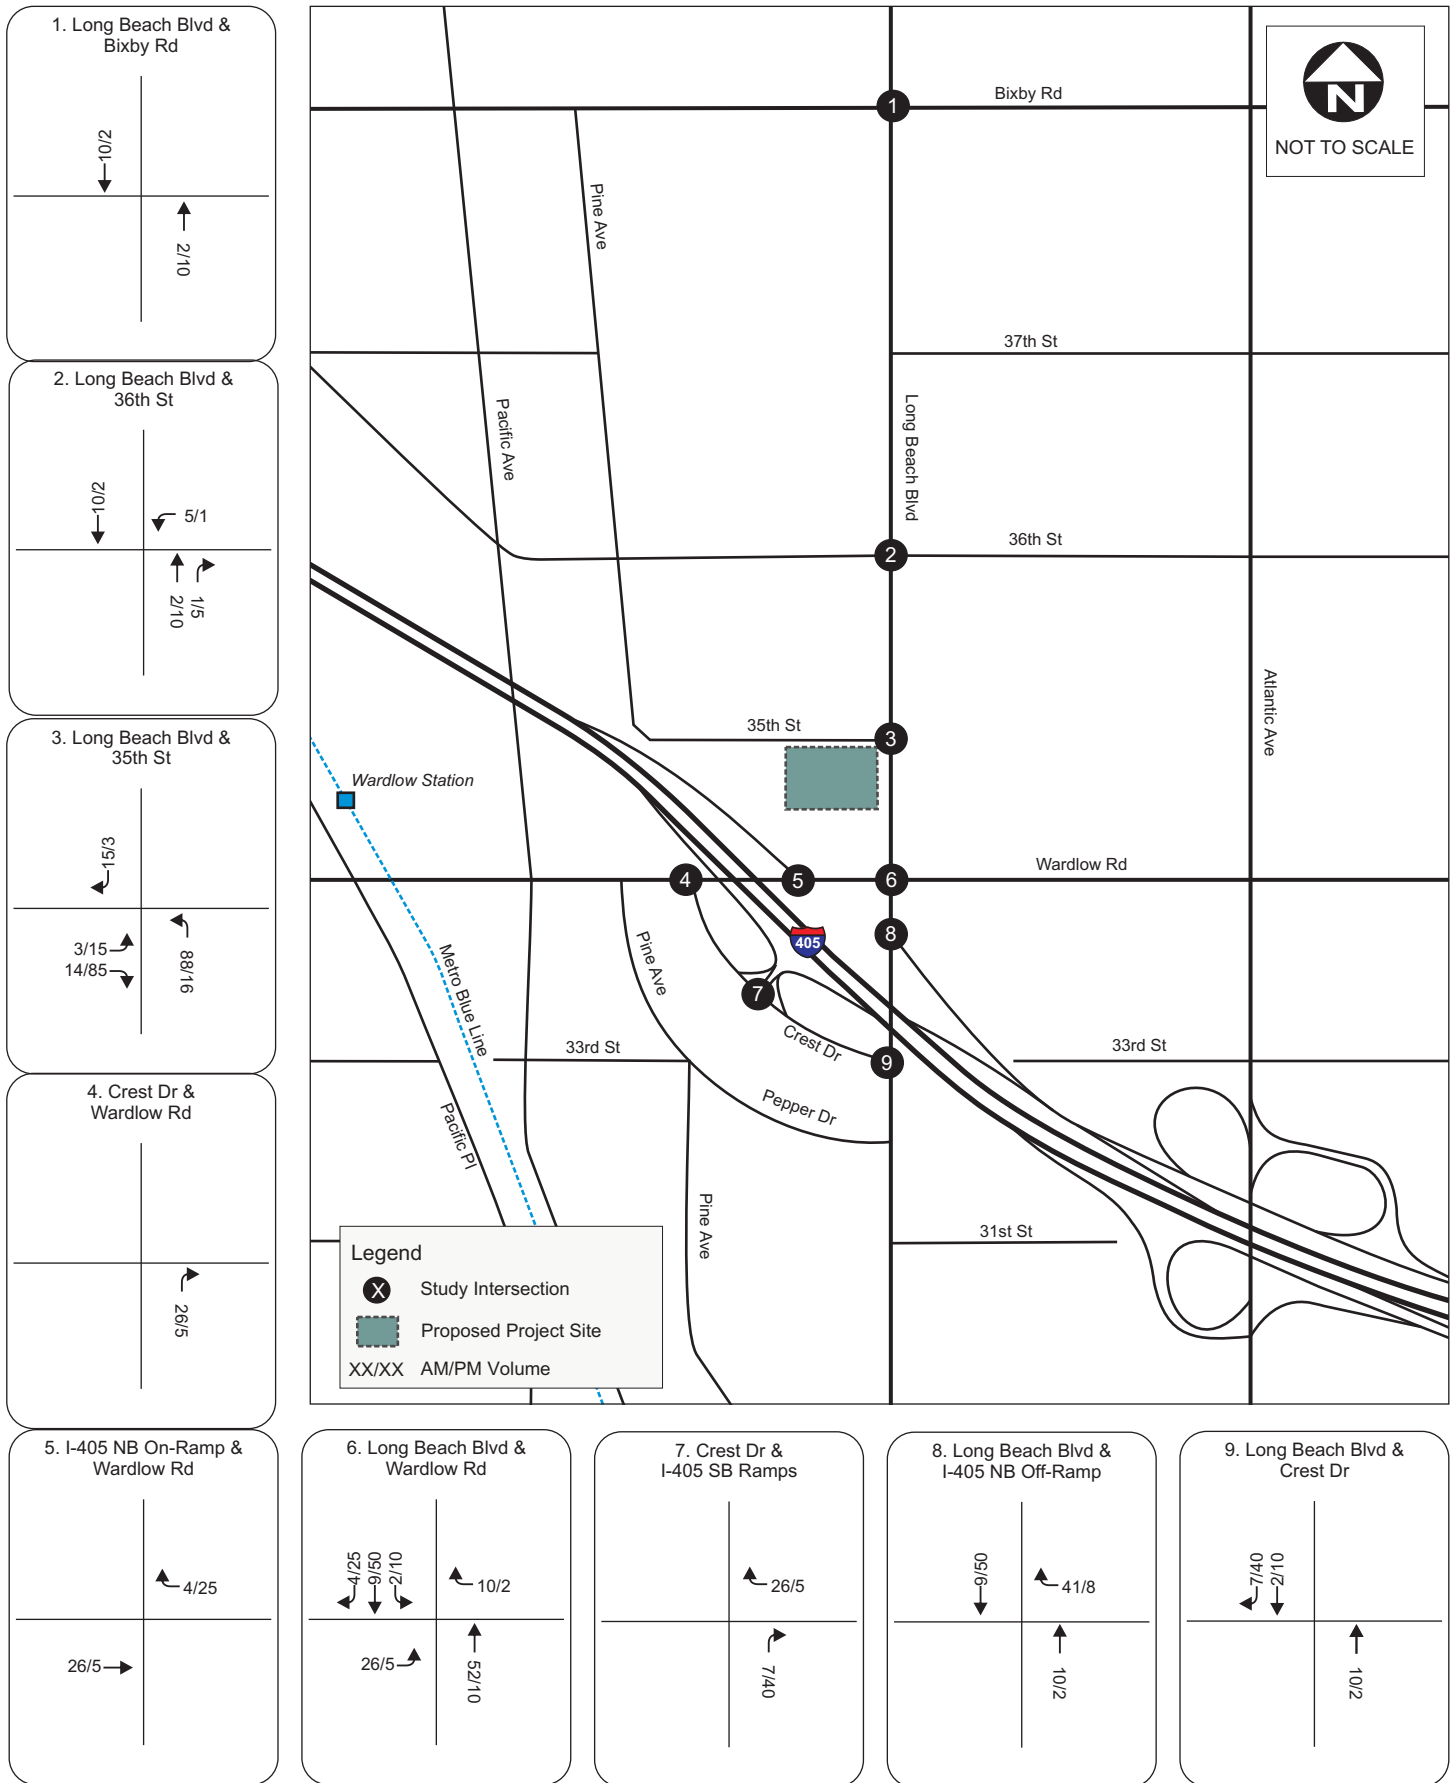 1. Long Beach Blvd &
Bixby Rd
10/2
2/10
2. Long Beach Blvd &
36th St
10/2
5/1
2/10
1/5
3. Long Beach Blvd &
35th St
15/3
3/15
14/85
88/16
4. Crest Dr &
Wardlow Rd
26/5
1
Bixby Rd
N
NOT TO SCALE
Pine Ave
37th St
Pacific Ave
Long Beach Blvd
2
36th St
Atlantic Ave
35th St
3
Wardlow Station
4
5
6
Wardlow Rd
405
8
Pine Ave
Metro Blue Line
7
Crest Dr
9
33rd St
33rd St
Pepper Dr
Pacific Pl
Pine Ave
31st St
Legend
X
Study Intersection
Proposed Project Site
XX/XX
AM/PM Volume
5. I-405 NB On-Ramp &
Wardlow Rd
4/25
26/5
6. Long Beach Blvd &
Wardlow Rd
4/25
9/50
2/10
10/2
26/5
52/10
7. Crest Dr &
I-405 SB Ramps
26/5
7/40
8. Long Beach Blvd &
I-405 NB Off-Ramp
9/50
41/8
10/2
9. Long Beach Blvd &
Crest Dr
7/40
2/10
10/2